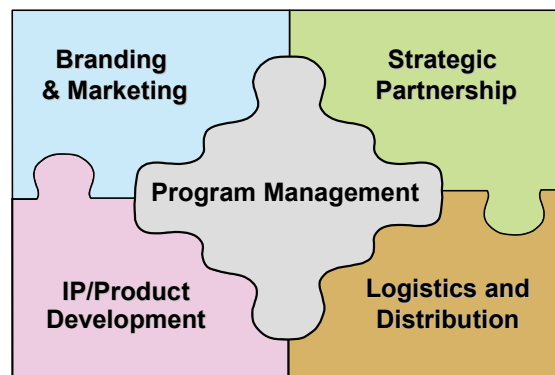 Branding
& Marketing
Strategic
Partnership
Program Management
IP/Product
Development
Logistics and
Distribution